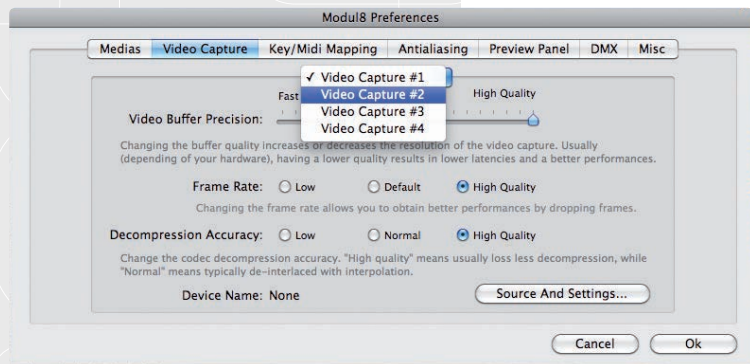 Modul8 Preferences
Medias Video Capture Key/Midi Mapping Antialiasing Preview Panel DMX Misc
✓ Video Capture #1
Video Capture #2
Video Capture #3
Video Capture #4
Fast High Quality
Video Buffer Precision:
Changing the buffer quality increases or decreases the resolution of the video capture. Usually
(depending of your hardware), having a lower quality results in lower latencies and a better performances.
Frame Rate: Low Default High Quality
Changing the frame rate allows you to obtain better performances by dropping frames.
Decompression Accuracy: Low Normal High Quality
Change the codec decompression accuracy. "High quality" means usually loss less decompression, while
"Normal" means typically de-interlaced with interpolation.
Device Name: None Source And Settings...
Cancel Ok